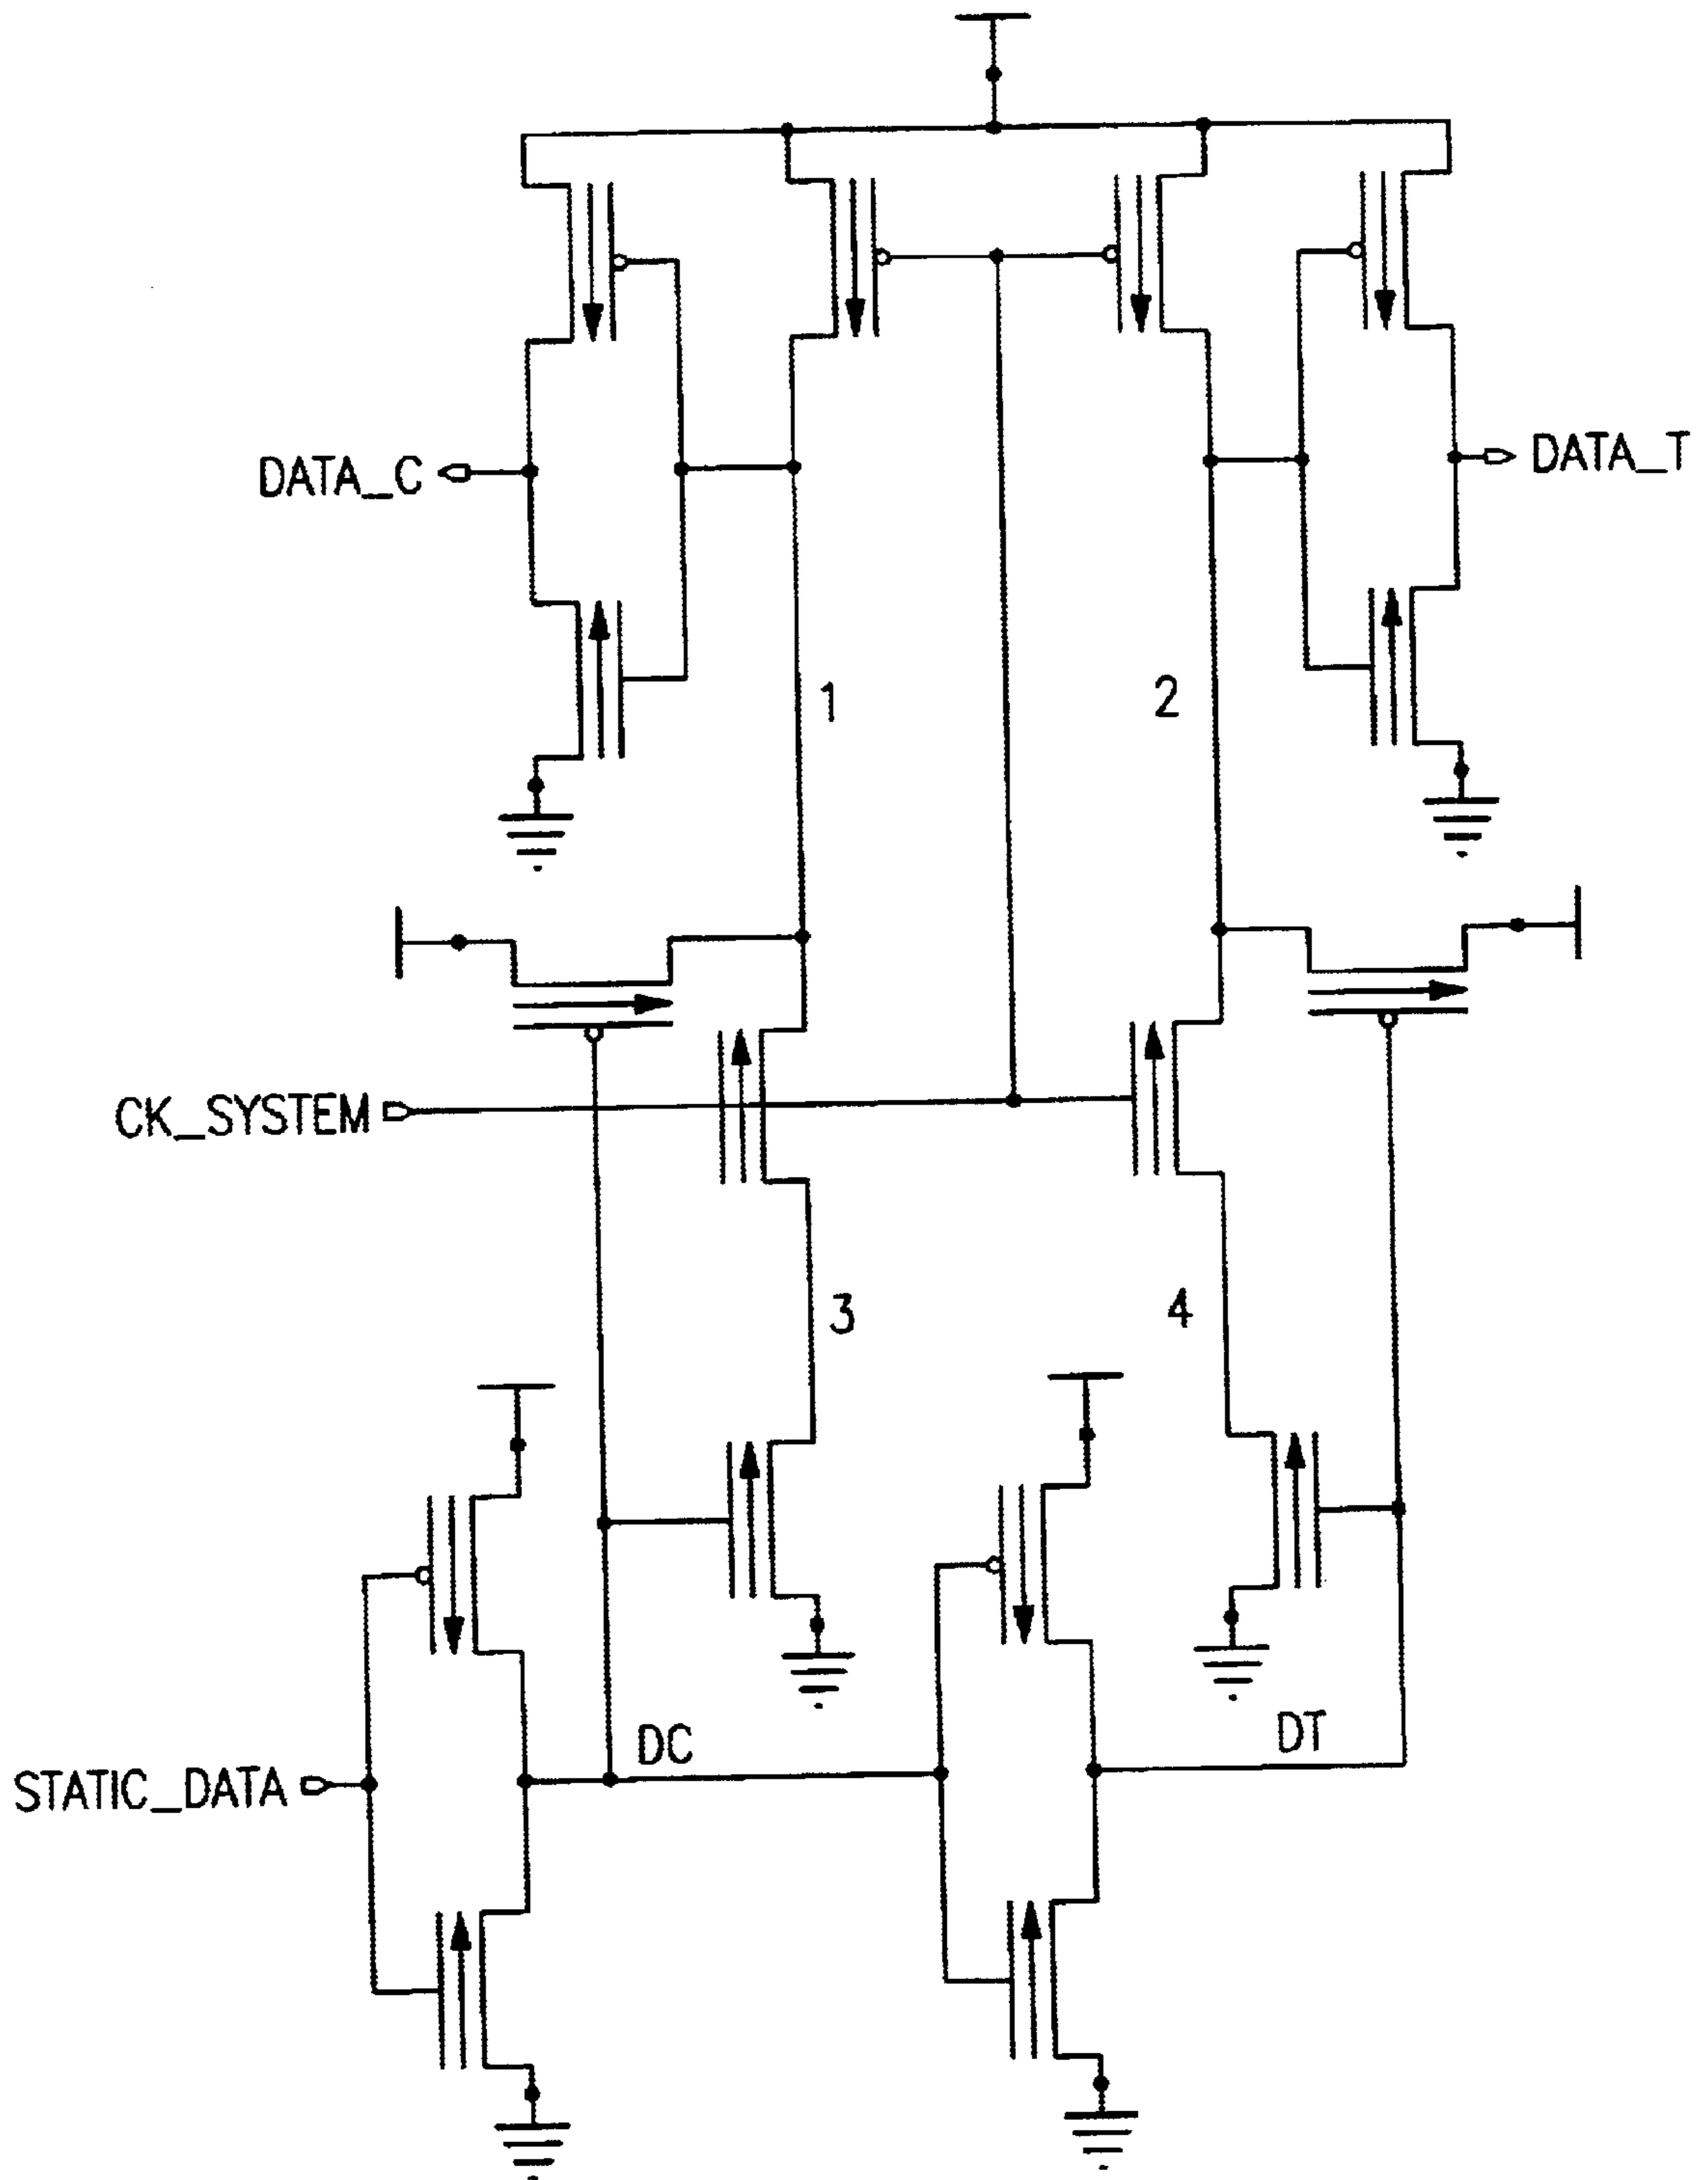 DATA_C
DATA_T
1
2
CK_SYSTEM
3
4
DC
DT
STATIC_DATA